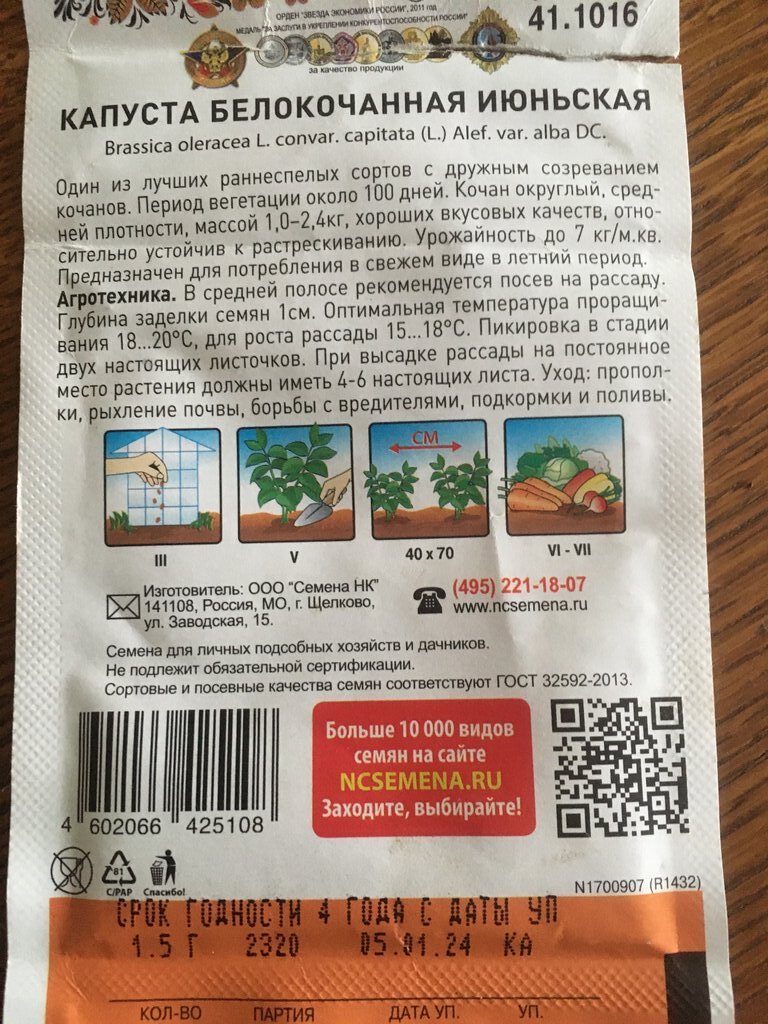 ОРДЕН "ЗВЕЗДА ЭКОНОМИКИ РОССИИ", 2011 год
41.1016
МЕДАЛЬ "ЗА ЗАСЛУГИ В УКРЕПЛЕНИИ КОНКУРЕНТОСПОСОБНОСТИ РОССИИ"
за качество продукции
КАПУСТА БЕЛОКОЧАННАЯ ИЮНЬСКАЯ
Brassica oleracea L. convar. capitata (L.) Alef. var. alba DC.
Один из лучших раннеспелых сортов с дружным созреванием
кочанов. Период вегетации около 100 дней. Кочан округлый, сред-
ней плотности, массой 1,0–2,4кг, хороших вкусовых качеств, отно-
сительно устойчив к растрескиванию. Урожайность до 7 кг/м.кв.
Предназначен для потребления в свежем виде в летний период.
Агротехника. В средней полосе рекомендуется посев на рассаду.
Глубина заделки семян 1см. Оптимальная температура проращи-
вания 18...20°С, для роста рассады 15...18°С. Пикировка в стадии
двух настоящих листочков. При высадке рассады на постоянное
место растения должны иметь 4-6 настоящих листа. Уход: пропол-
ки, рыхление почвы, борьбы с вредителями, подкормки и поливы.
СМ
III
V
40 x 70
VI - VII
Изготовитель: ООО "Семена НК"
141108, Россия, МО, г. Щелково,
ул. Заводская, 15.
(495) 221-18-07
www.ncsemena.ru
Семена для личных подсобных хозяйств и дачников.
Не подлежит обязательной сертификации.
Сортовые и посевные качества семян соответствуют ГОСТ 32592-2013.
Больше 10 000 видов
семян на сайте
NCSEMENA.RU
Заходите, выбирайте!
4 602066 425108
81
C/PAP
Спасибо!
N1700907 (R1432)
СРОК ГОДНОСТИ 4 ГОДА С ДАТЫ УП
1.5 Г 2320 05.01.24 КА
КОЛ-ВО ПАРТИЯ ДАТА УП. УП.